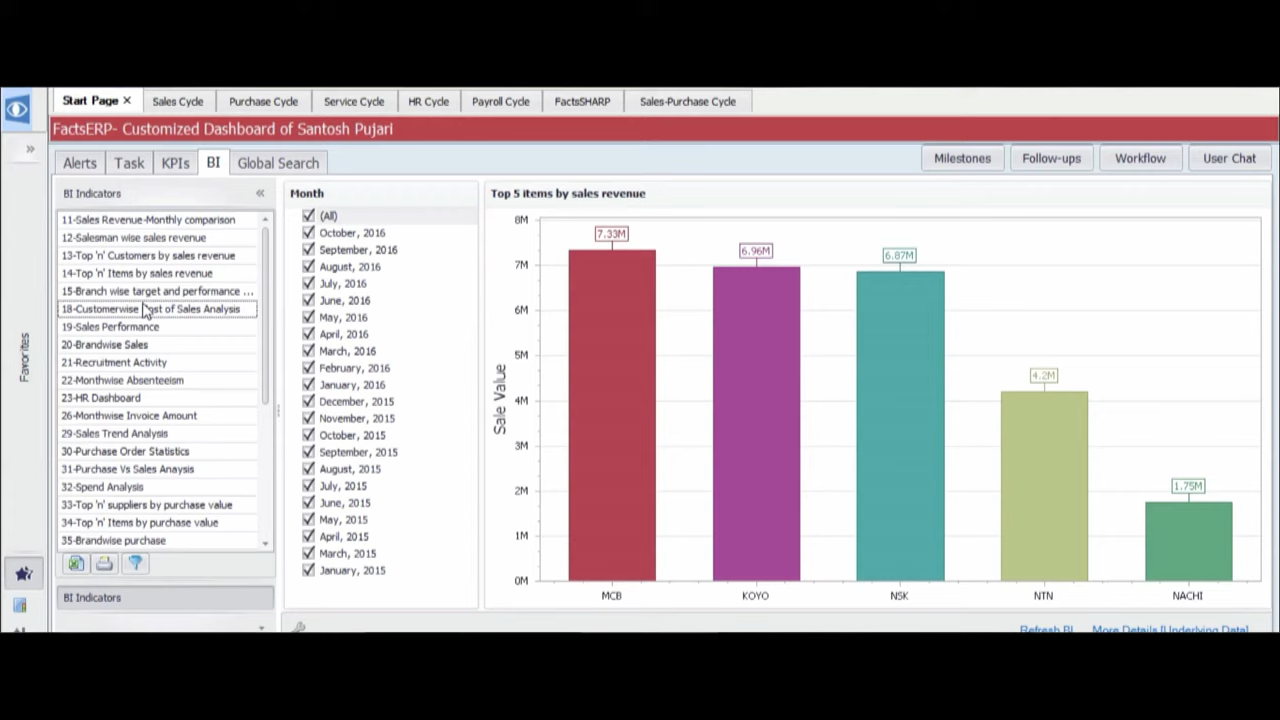 Start Page ×
Sales Cycle
Purchase Cycle
Service Cycle
HR Cycle
Payroll Cycle
FactsSHARP
Sales-Purchase Cycle
FactsERP- Customized Dashboard of Santosh Pujari
Alerts
Task
KPIs
BI
Global Search
Milestones
Follow-ups
Workflow
User Chat
Favorites
BI Indicators
11-Sales Revenue-Monthly comparison
12-Salesman wise sales revenue
13-Top 'n' Customers by sales revenue
14-Top 'n' Items by sales revenue
15-Branch wise target and performance ...
18-Customerwise of Sales Analysis
19-Sales Performance
20-Brandwise Sales
21-Recruitment Activity
22-Monthwise Absenteeism
23-HR Dashboard
26-Monthwise Invoice Amount
29-Sales Trend Analysis
30-Purchase Order Statistics
31-Purchase Vs Sales Anaysis
32-Spend Analysis
33-Top 'n' suppliers by purchase value
34-Top 'n' Items by purchase value
35-Brandwise purchase
BI Indicators
Month
(All)
October, 2016
September, 2016
August, 2016
July, 2016
June, 2016
May, 2016
April, 2016
March, 2016
February, 2016
January, 2016
December, 2015
November, 2015
October, 2015
September, 2015
August, 2015
July, 2015
June, 2015
May, 2015
April, 2015
March, 2015
January, 2015
Top 5 items by sales revenue
Sale Value
8M
7M
6M
5M
4M
3M
2M
1M
0M
7.33M
6.96M
6.87M
4.2M
1.75M
MCB
KOYO
NSK
NTN
NACHI
Refresh BI
More Details [Underlying Data]